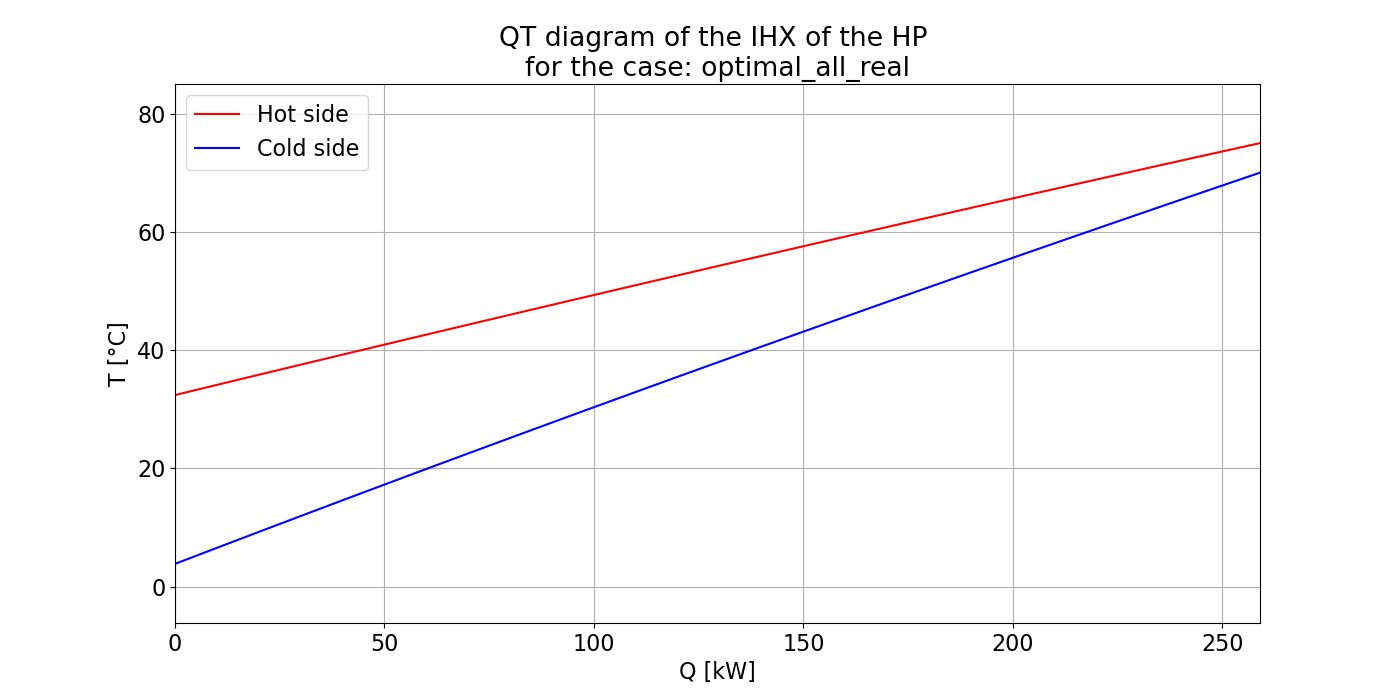 QT diagram of the IHX of the HP
for the case: optimal_all_real
Hot side
Cold side
T [°C]
80
60
40
20
0
0 50 100 150 200 250
Q [kW]